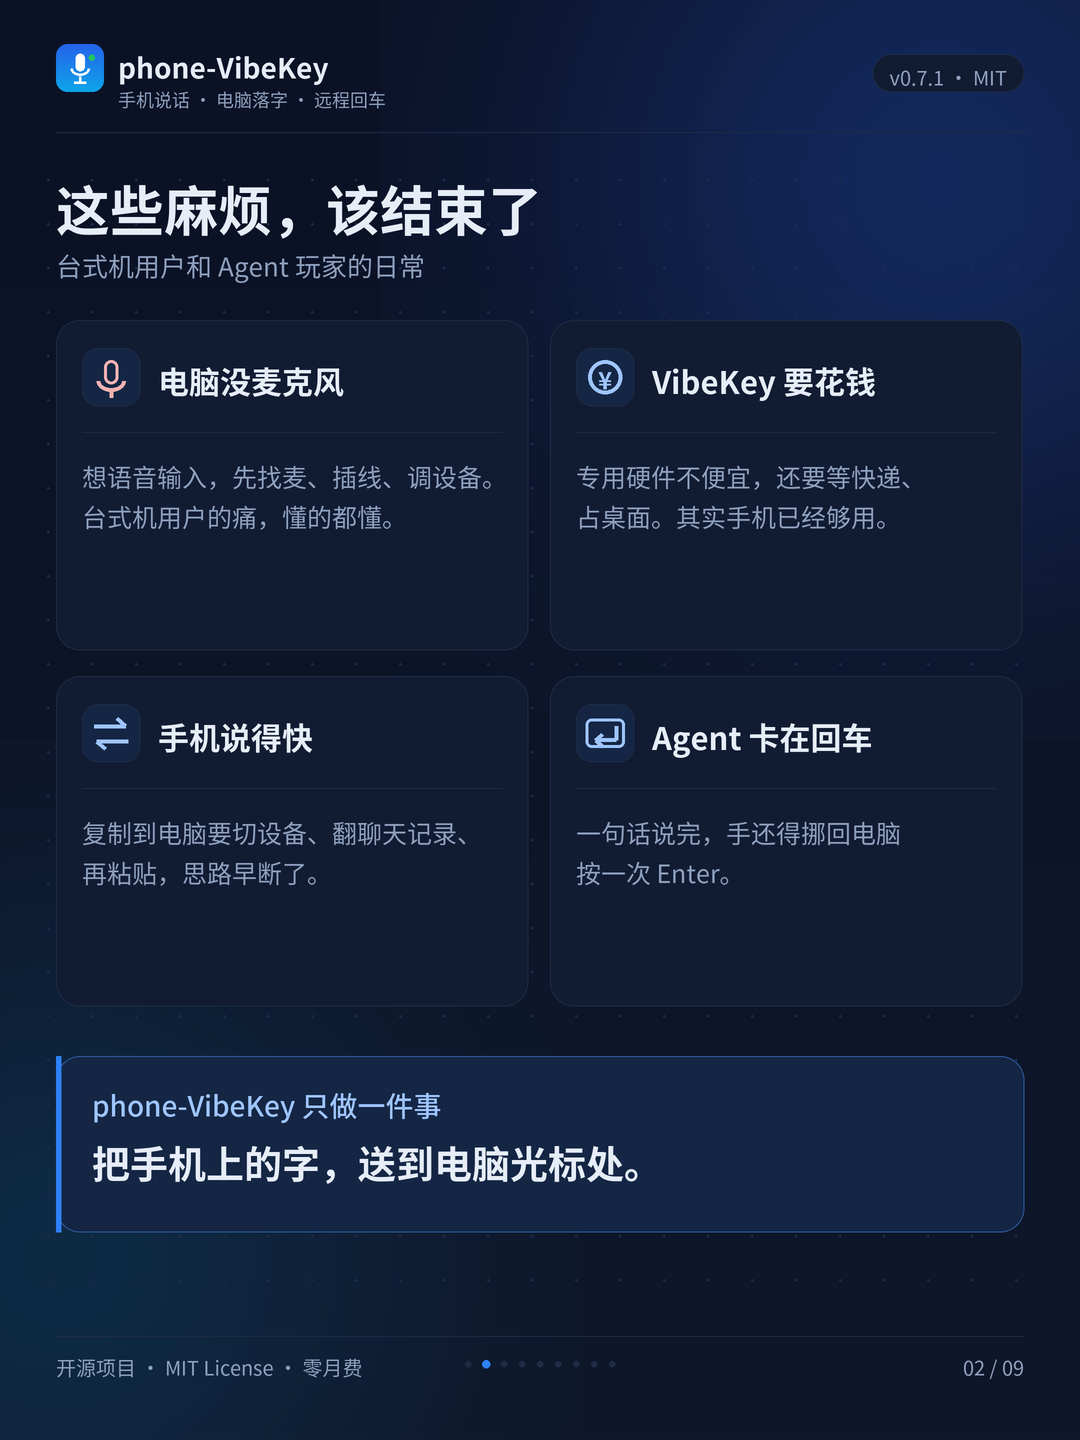 phone-VibeKey
手机说话 · 电脑落字 · 远程回车
v0.7.1 · MIT
这些麻烦，该结束了
台式机用户和 Agent 玩家的日常
电脑没麦克风
想语音输入，先找麦、插线、调设备。
台式机用户的痛，懂的都懂。
¥
VibeKey 要花钱
专用硬件不便宜，还要等快递、
占桌面。其实手机已经够用。
手机说得快
复制到电脑要切设备、翻聊天记录、
再粘贴，思路早断了。
Agent 卡在回车
一句话说完，手还得挪回电脑
按一次 Enter。
phone-VibeKey 只做一件事
把手机上的字，送到电脑光标处。
开源项目 · MIT License · 零月费
02 / 09